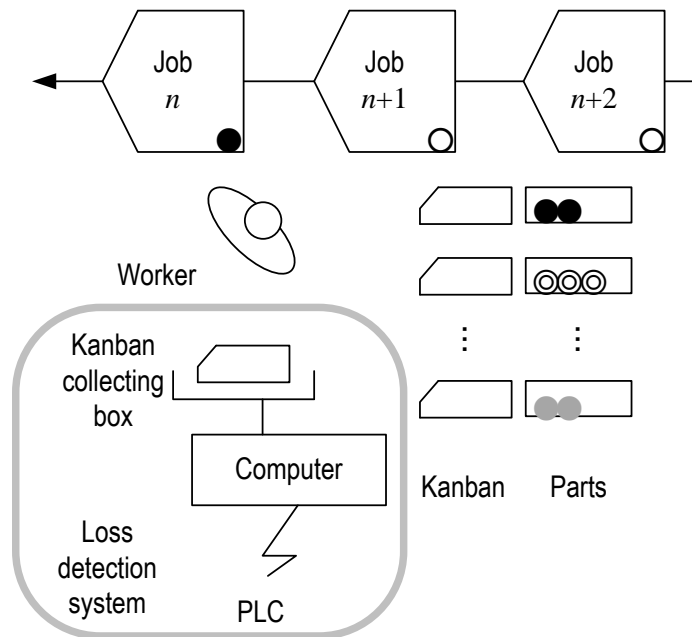 Job
n
Job
n+1
Job
n+2
Worker
Kanban
collecting
box
Computer
Kanban
Parts
Loss
detection
system
PLC